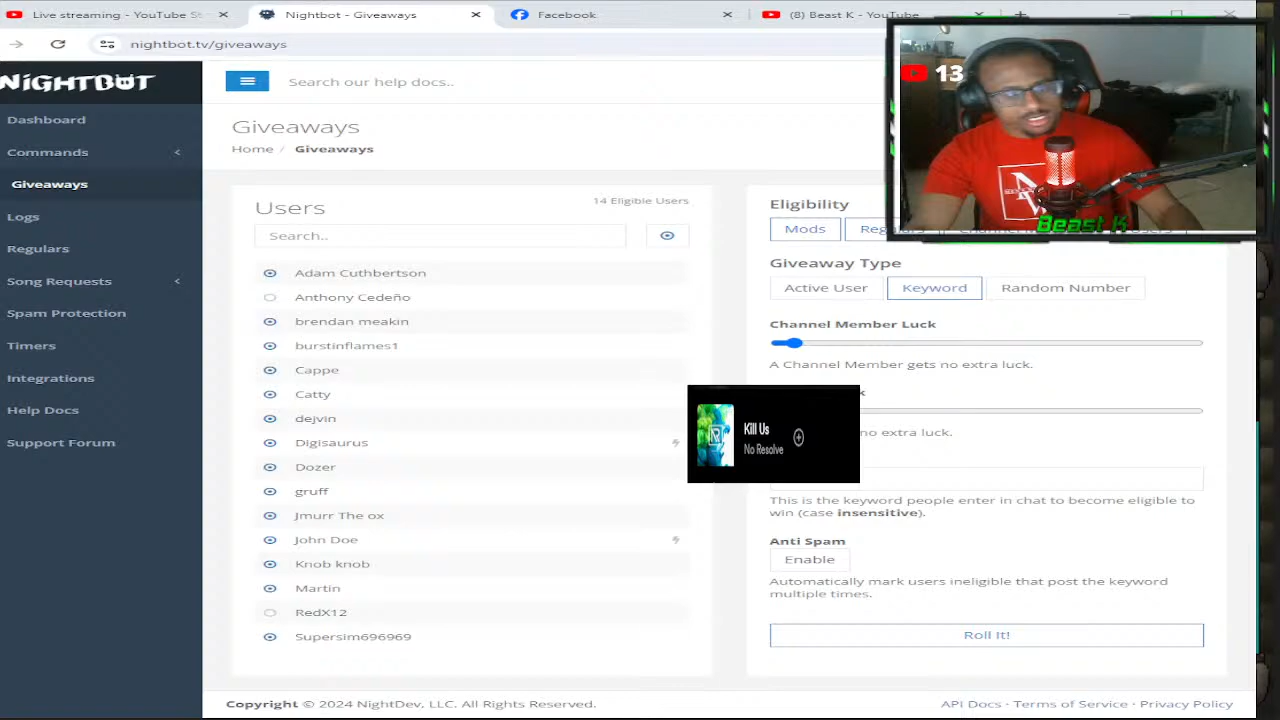 Live streaming - YouTube St
Nightbot - Giveaways
Facebook
(8) Beast K - YouTube
nightbot.tv/giveaways
NIGHTBOT
Search our help docs..
13
Dashboard
Commands
Giveaways
Logs
Regulars
Song Requests
Spam Protection
Timers
Integrations
Help Docs
Support Forum
Giveaways
Home / Giveaways
Users
14 Eligible Users
Search..
Adam Cuthbertson
Anthony Cedeño
brendan meakin
burstinflames1
Cappe
Catty
dejvin
Digisaurus
Dozer
gruff
Jmurr The ox
John Doe
Knob knob
Martin
RedX12
Supersim696969
Beast K
Eligibility
Mods
Giveaway Type
Active User
Keyword
Random Number
Channel Member Luck
A Channel Member gets no extra luck.
Kill Us
No Resolve
no extra luck.
This is the keyword people enter in chat to become eligible to
win (case insensitive).
Anti Spam
Enable
Automatically mark users ineligible that post the keyword
multiple times.
Roll It!
Copyright © 2024 NightDev, LLC. All Rights Reserved.
API Docs · Terms of Service · Privacy Policy